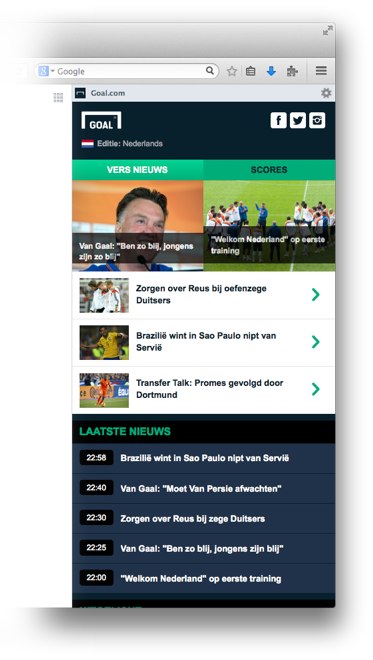 Google
Goal.com
GOAL
Editie: Nederlands
VERS NIEUWS
SCORES
Van Gaal: "Ben zo blij, jongens
zijn zo blij"
"Welkom Nederland" op eerste
training
Zorgen over Reus bij oefenzege
Duitsers
Brazilië wint in Sao Paulo nipt van
Servië
Transfer Talk: Promes gevolgd door
Dortmund
LAATSTE NIEUWS
22:58 Brazilië wint in Sao Paulo nipt van Servië
22:40 Van Gaal: "Moet Van Persie afwachten"
22:30 Zorgen over Reus bij zege Duitsers
22:25 Van Gaal: "Ben zo blij, jongens zijn blij"
22:00 "Welkom Nederland" op eerste training